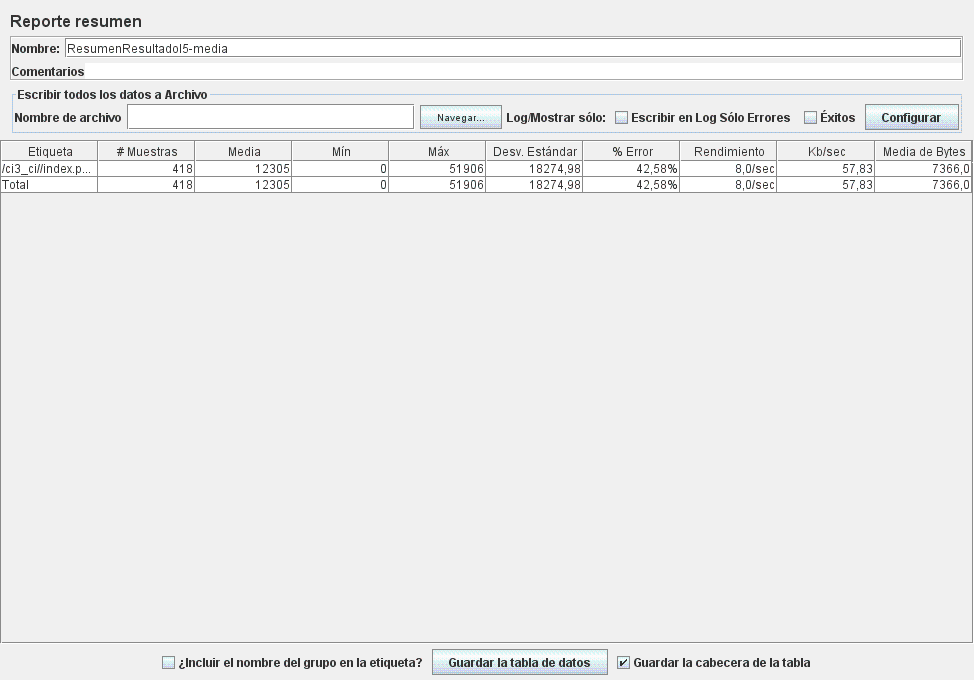 Reporte resumen
Nombre: ResumenResultadoI5-media
Comentarios
Escribir todos los datos a Archivo
Nombre de archivo Navegar... Log/Mostrar sólo: Escribir en Log Sólo Errores Éxitos Configurar
Etiqueta # Muestras Media Mín Máx Desv. Estándar % Error Rendimiento Kb/sec Media de Bytes
/ci3_ci//index.p... 418 12305 0 51906 18274,98 42,58% 8,0/sec 57,83 7366,0
Total 418 12305 0 51906 18274,98 42,58% 8,0/sec 57,83 7366,0
¿Incluir el nombre del grupo en la etiqueta? Guardar la tabla de datos Guardar la cabecera de la tabla